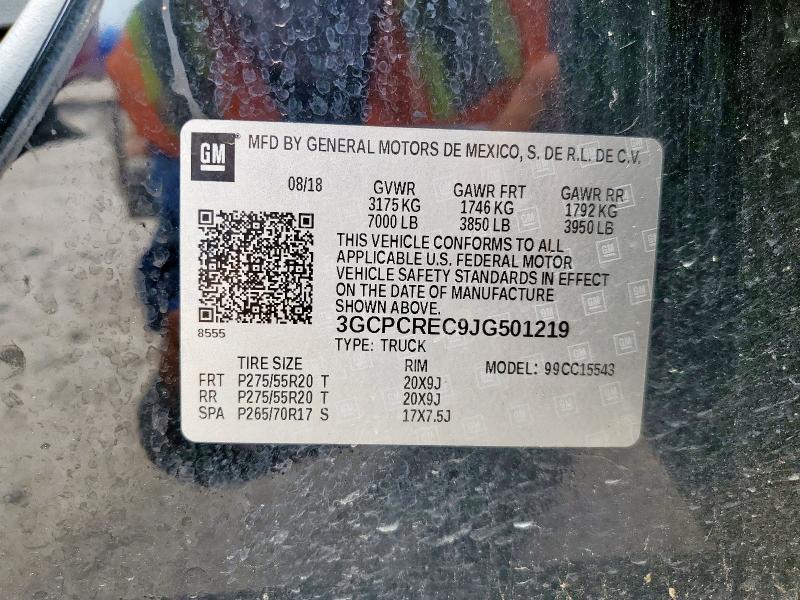 GM MFD BY GENERAL MOTORS DE MEXICO, S. DE R.L. DE C.V.
08/18 GVWR GAWR FRT GAWR RR
3175 KG 1746 KG 1792 KG
7000 LB 3850 LB 3950 LB
THIS VEHICLE CONFORMS TO ALL
APPLICABLE U.S. FEDERAL MOTOR
VEHICLE SAFETY STANDARDS IN EFFECT
ON THE DATE OF MANUFACTURE
SHOWN ABOVE.
8555
3GCPCREC9JG501219
TYPE: TRUCK
TIRE SIZE RIM MODEL: 99CC15543
FRT P275/55R20 T 20X9J
RR P275/55R20 T 20X9J
SPA P265/70R17 S 17X7.5J